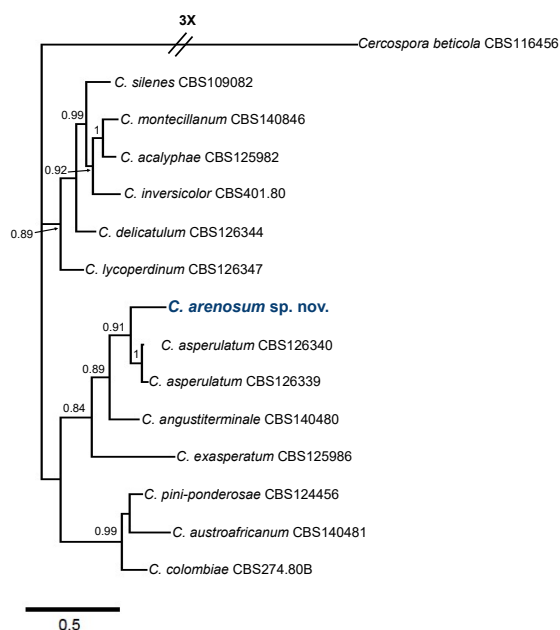 3X
Cercospora beticola CBS116456
C. silenes CBS109082
0.99
1
C. montecillanum CBS140846
C. acalyphae CBS125982
0.92
C. inversicolor CBS401.80
0.89
C. delicatulum CBS126344
C. lycoperdinum CBS126347
C. arenosum sp. nov.
0.91
C. asperulatum CBS126340
1
0.89
C. asperulatum CBS126339
0.84
C. angustiterminale CBS140480
C. exasperatum CBS125986
C. pini-ponderosae CBS124456
0.99
C. austroafricanum CBS140481
C. colombiae CBS274.80B
0.5